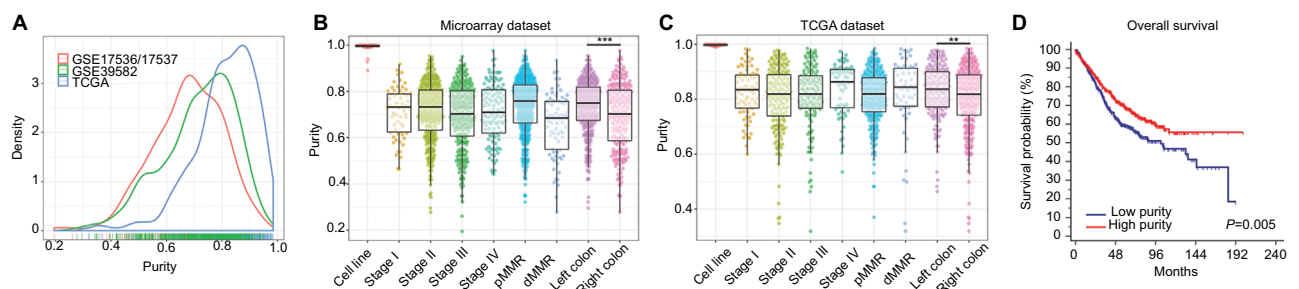 A
GSE17536/17537
GSE39582
TCGA
Density
3
2
1
0
0.2 0.4 0.6 0.8 1.0
Purity
B
Microarray dataset
***
Purity
1.0
0.8
0.6
0.4
0.2
Cell line
Stage I
Stage II
Stage III
Stage IV
pMMR
dMMR
Left colon
Right colon
C
TCGA dataset
**
Purity
1.0
0.8
0.6
0.4
Cell line
Stage I
Stage II
Stage III
Stage IV
pMMR
dMMR
Left colon
Right colon
D
Overall survival
Survival probability (%)
100
90
80
70
60
50
40
70
80
90
0
Low purity
High purity
P=0.005
0 48 96 144 192 240
Months